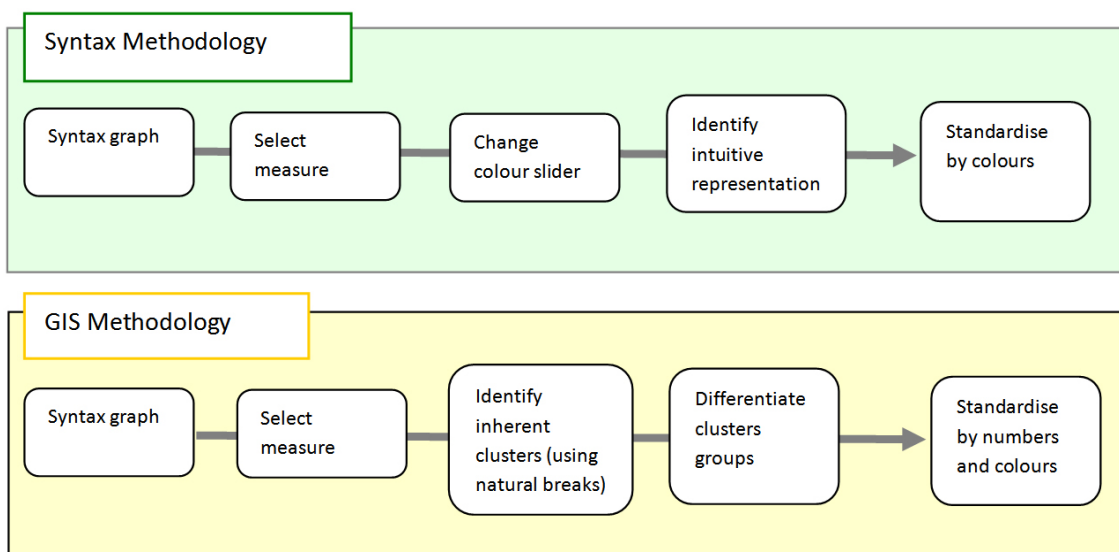 Syntax Methodology
Syntax graph
Select
measure
Change
colour slider
Identify
intuitive
representation
Standardise
by colours
GIS Methodology
Syntax graph
Select
measure
Identify
inherent
clusters (using
natural breaks)
Differentiate
clusters
groups
Standardise
by numbers
and colours